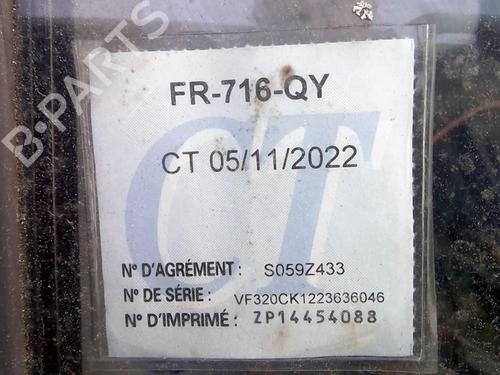 B-PARTS
FR-716-QY
CT 05/11/2022
CT
N° D'AGRÉMENT : S059Z433
N° DE SÉRIE : VF320CK1223636046
N° D'IMPRIMÉ : ZP14454088